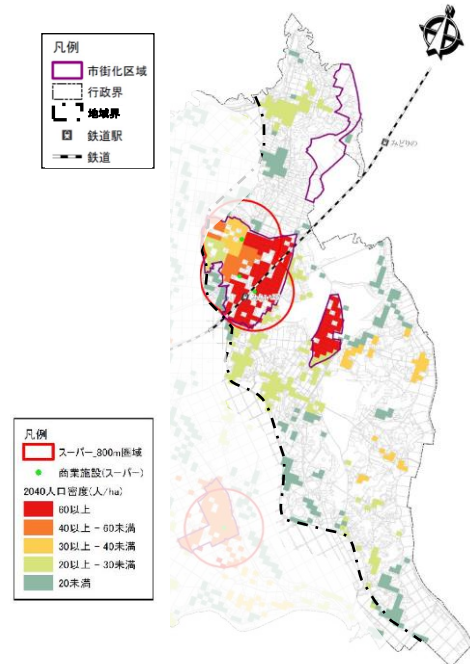 凡例
市街化区域
行政界
地域界
鉄道駅
鉄道
みどりの
凡例
スーパー_800m圏域
商業施設(スーパー)
2040人口密度(人/ha)
60以上
40以上 - 60未満
30以上 - 40未満
20以上 - 30未満
20未満